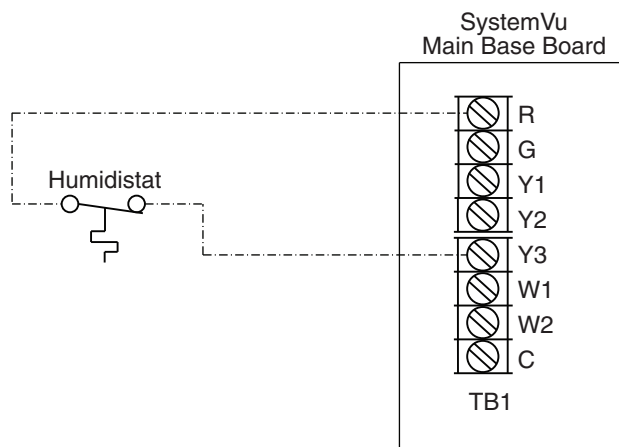 SystemVu
Main Base Board
R
G
Humidistat
Y1
Y2
Y3
W1
W2
C
TB1